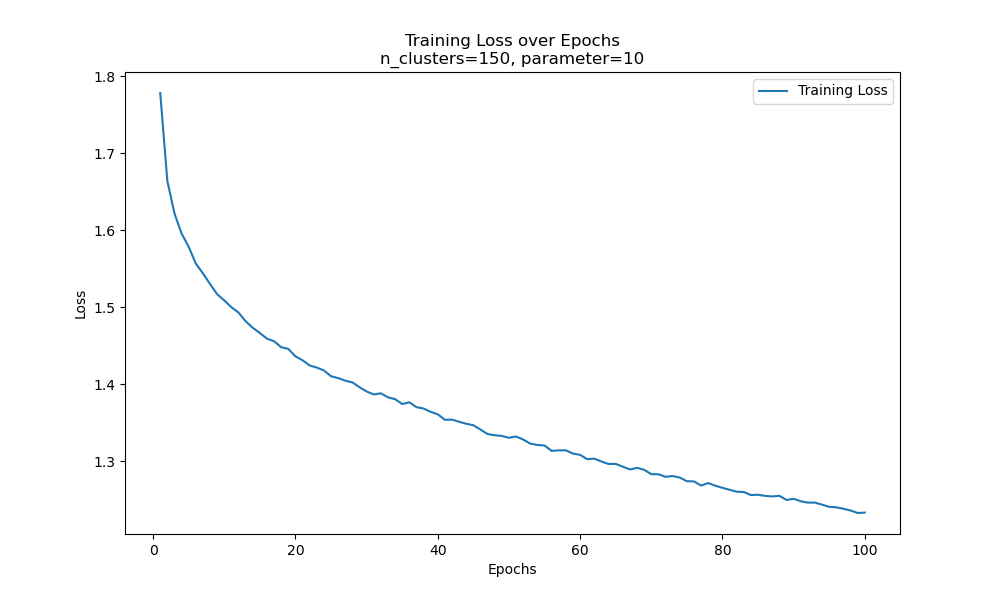 Training Loss over Epochs
n_clusters=150, parameter=10
Training Loss
Loss
1.8
1.7
1.6
1.5
1.4
1.3
0 20 40 60 80 100
Epochs